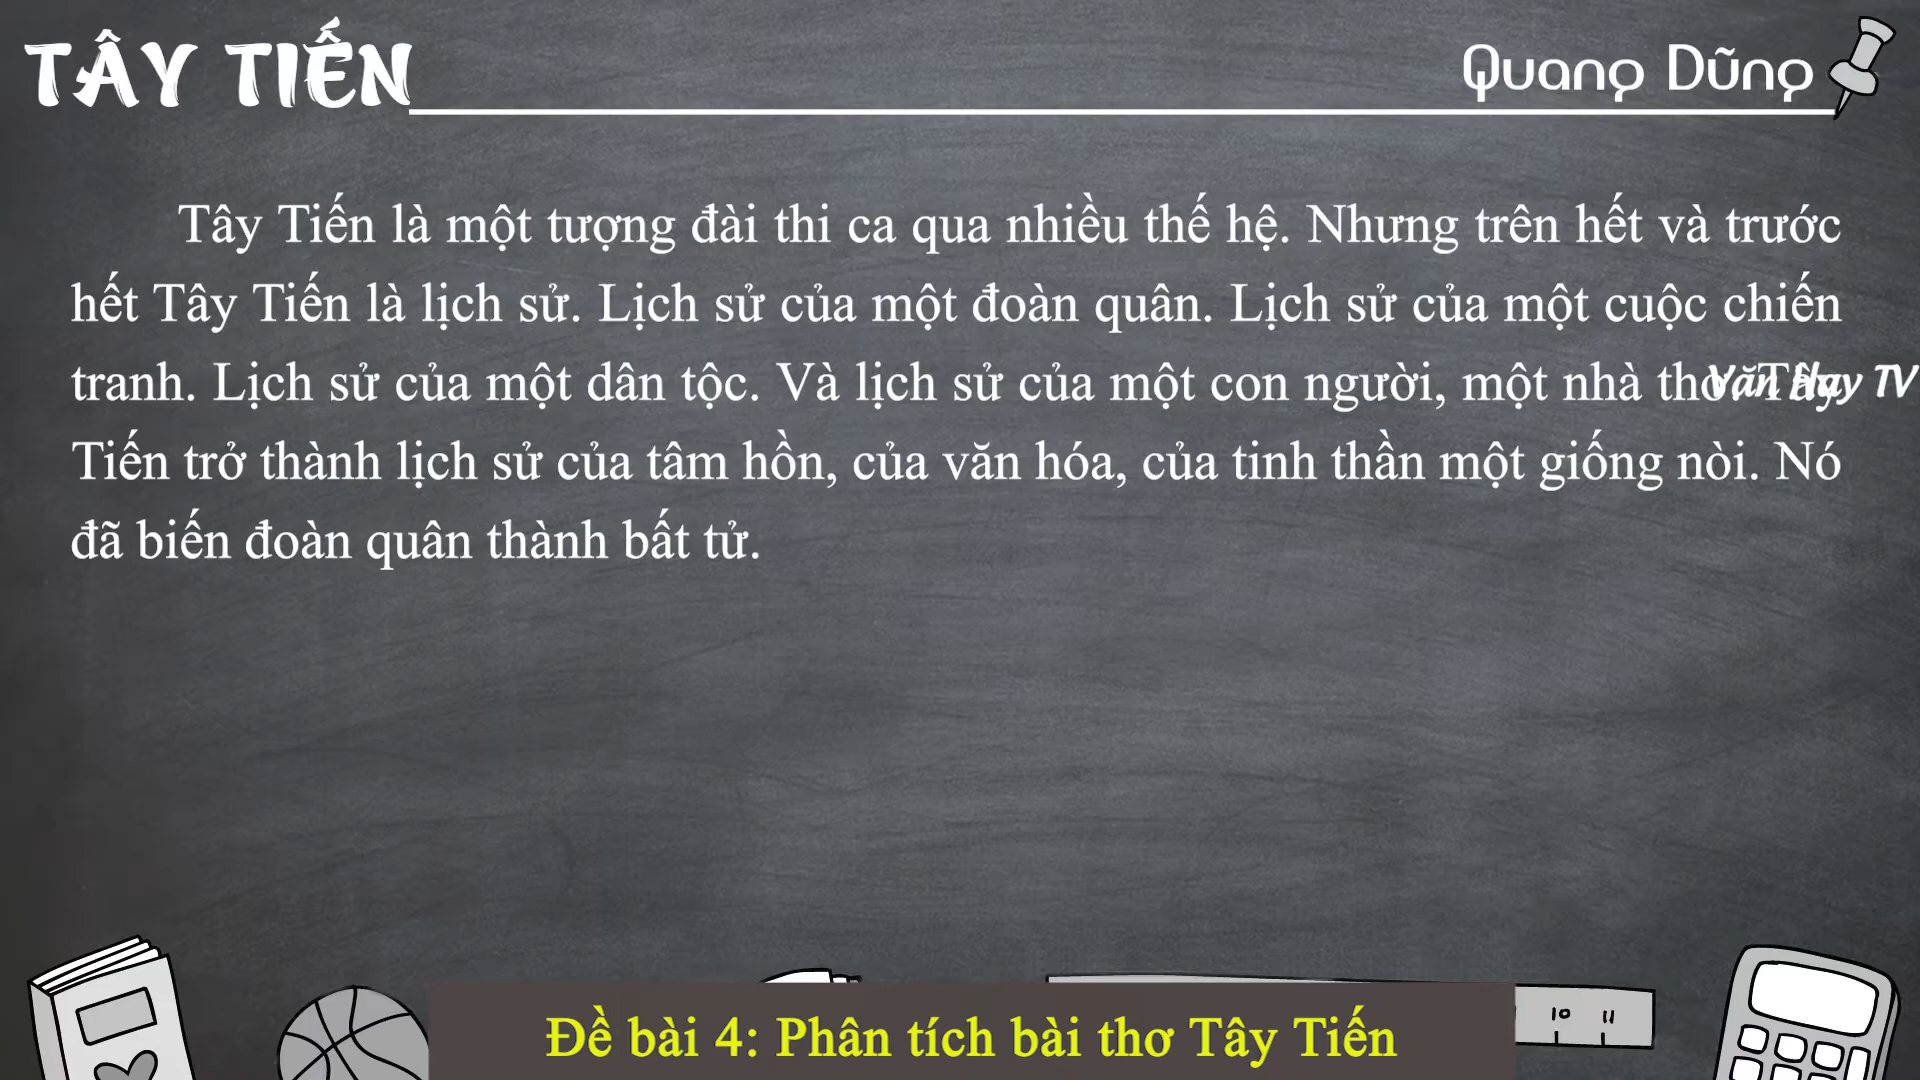 TÂY TIẾN
Quang Dũng
Tây Tiến là một tượng đài thi ca qua nhiều thế hệ. Nhưng trên hết và trước
hết Tây Tiến là lịch sử. Lịch sử của một đoàn quân. Lịch sử của một cuộc chiến
tranh. Lịch sử của một dân tộc. Và lịch sử của một con người, một nhà thơ. Tây
Văn Hay TV
Tiến trở thành lịch sử của tâm hồn, của văn hóa, của tinh thần một giống nòi. Nó
đã biến đoàn quân thành bất tử.
10 11
Đề bài 4: Phân tích bài thơ Tây Tiến